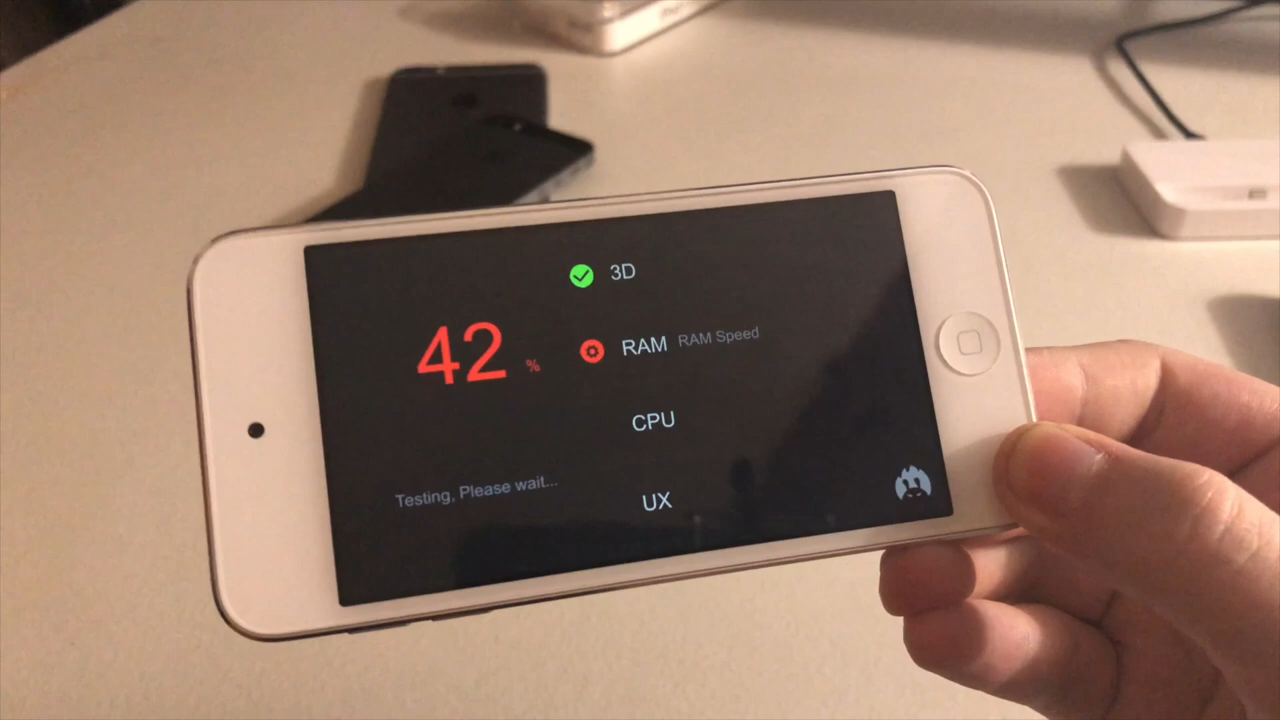 3D
42 %
RAM RAM Speed
CPU
Testing, Please wait...
UX